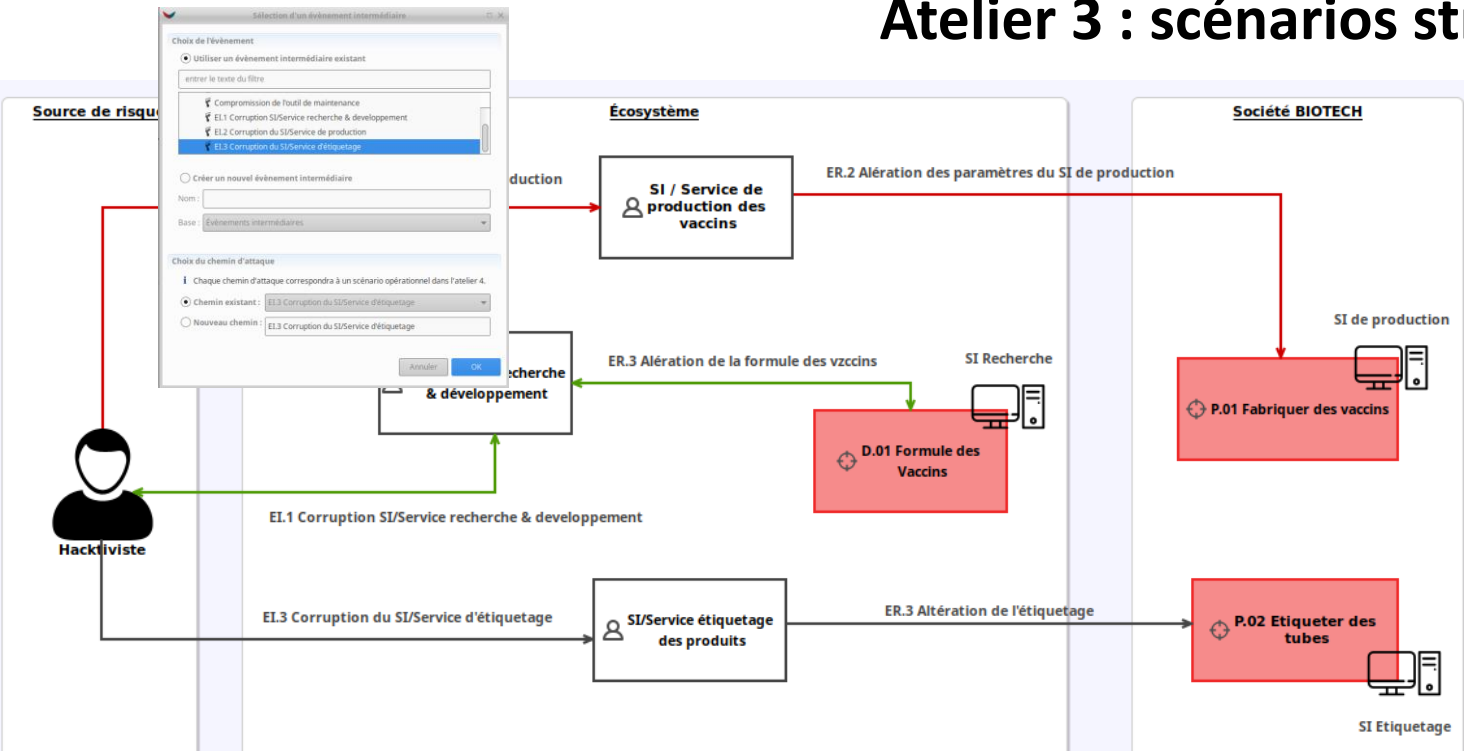 Atelier 3 : scénarios
Sélection d'un évènement intermédiaire
Choix de l'évènement
Utiliser un évènement intermédiaire existant
entrer le texte du filtre
Compromission de l'outil de maintenance
EI.1 Corruption SI/Service recherche & developpement
EI.2 Corruption du SI/Service de production
EI.3 Corruption du SI/Service d'étiquetage
Créer un nouvel évènement intermédiaire
Nom :
Base : Évènements intermédiaires
Choix du chemin d'attaque
i Chaque chemin d'attaque correspondra à un scénario opérationnel dans l'atelier 4.
Chemin existant : EI.3 Corruption du SI/Service d'étiquetage
Nouveau chemin : EI.3 Corruption du SI/Service d'étiquetage
Annuler
OK
Source de
Écosystème
Société BIOTECH
SI / Service de
production des
vaccins
ER.2 Alération des paramètres du SI de production
SI de production
P.01 Fabriquer des vaccins
& développement
ER.3 Alération de la formule des vzccins
SI Recherche
D.01 Formule des
Vaccins
EI.1 Corruption SI/Service recherche & developpement
Hacktiviste
EI.3 Corruption du SI/Service d'étiquetage
SI/Service étiquetage
des produits
ER.3 Altération de l'étiquetage
P.02 Etiqueter des
tubes
SI Etiquetage